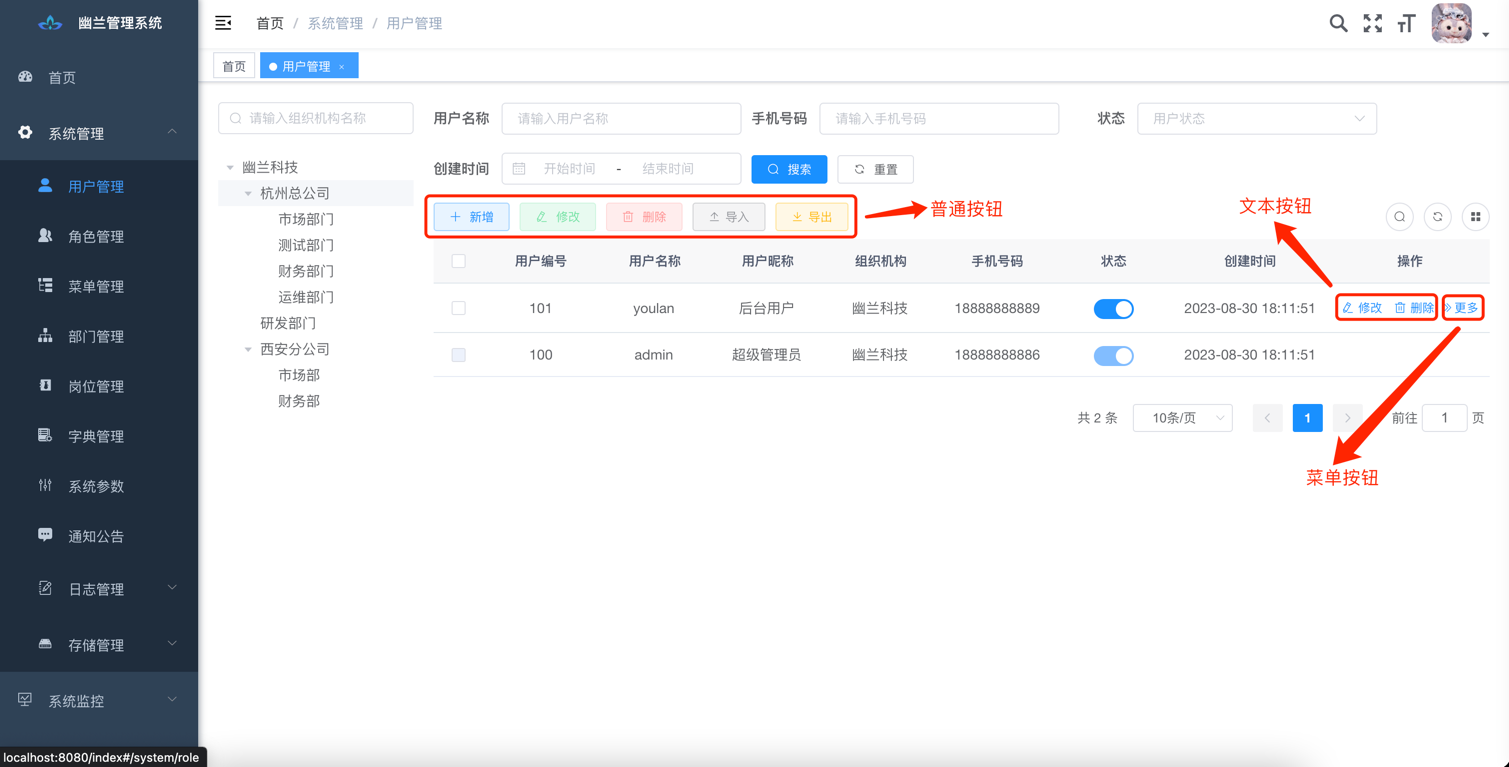 幽兰管理系统
首页 / 系统管理 / 用户管理
首页
用户管理 ×
首页
系统管理
用户管理
角色管理
菜单管理
部门管理
岗位管理
字典管理
系统参数
通知公告
日志管理
存储管理
系统监控
localhost:8080/index#/system/role
请输入组织机构名称
幽兰科技
杭州总公司
市场部门
测试部门
财务部门
运维部门
研发部门
西安分公司
市场部
财务部
用户名称 请输入用户名称 手机号码 请输入手机号码 状态 用户状态
创建时间 开始时间 - 结束时间 搜索 重置
新增 修改 删除 导入 导出 普通按钮 文本按钮
用户编号 用户名称 用户昵称 组织机构 手机号码 状态 创建时间 操作
101 youlan 后台用户 幽兰科技 18888888889 2023-08-30 18:11:51 修改 删除 更多
100 admin 超级管理员 幽兰科技 18888888886 2023-08-30 18:11:51
共 2 条 10条/页 1 前往 1 页
菜单按钮